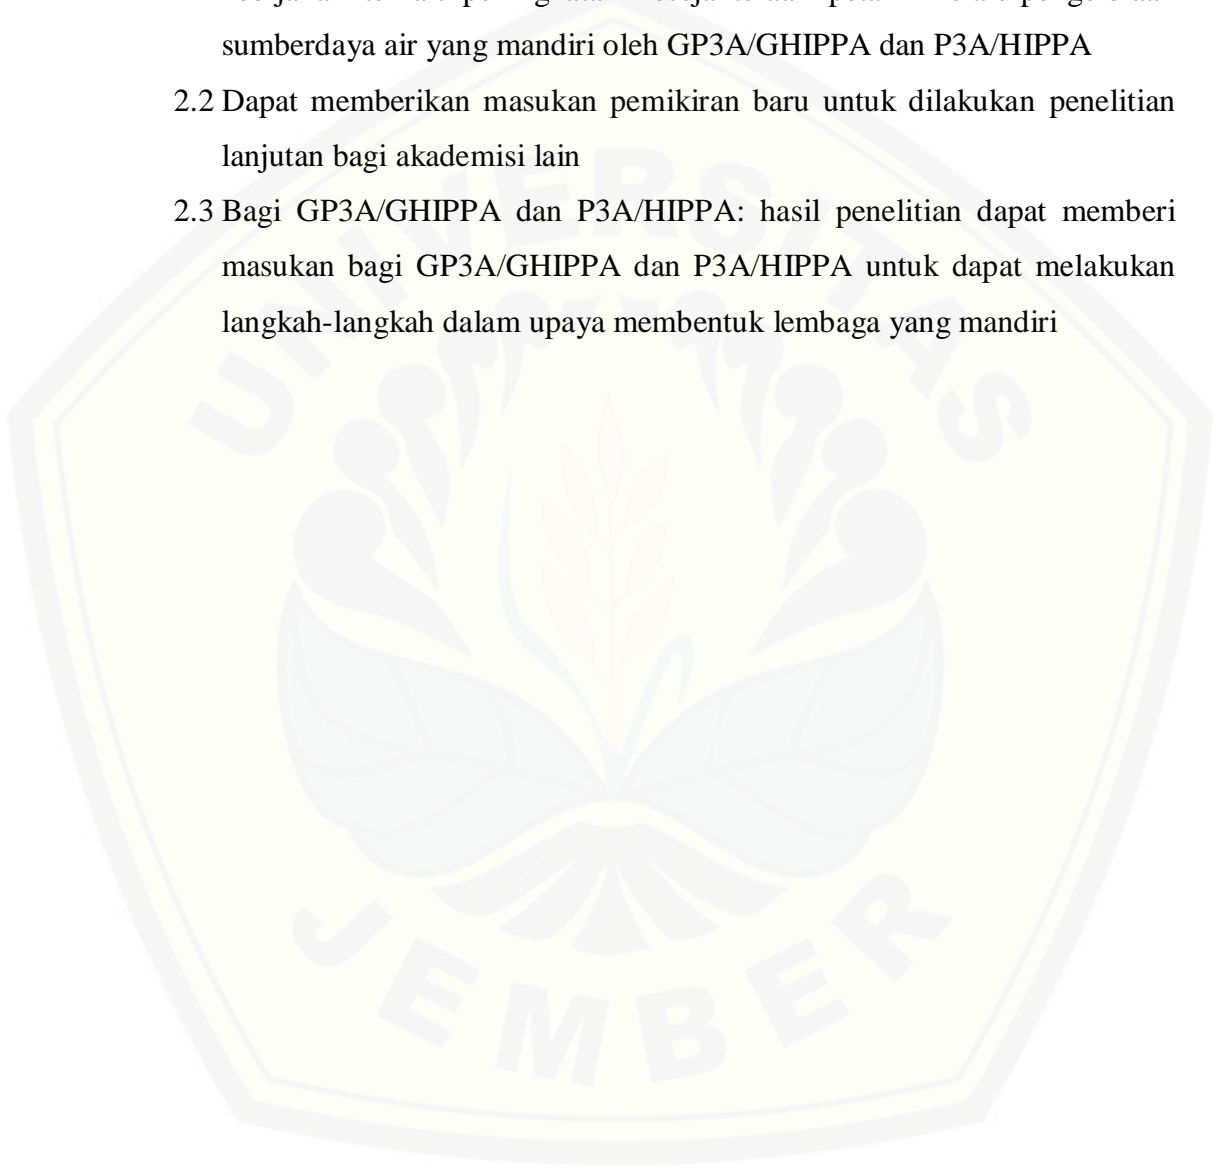 sumberdaya air yang mandiri oleh GP3A/GHIPPA dan P3A/HIPPA
2.2 Dapat memberikan masukan pemikiran baru untuk dilakukan penelitian
lanjutan bagi akademisi lain
2.3 Bagi GP3A/GHIPPA dan P3A/HIPPA: hasil penelitian dapat memberi
masukan bagi GP3A/GHIPPA dan P3A/HIPPA untuk dapat melakukan
langkah-langkah dalam upaya membentuk lembaga yang mandiri
UNIVERSITAS
JEMBER